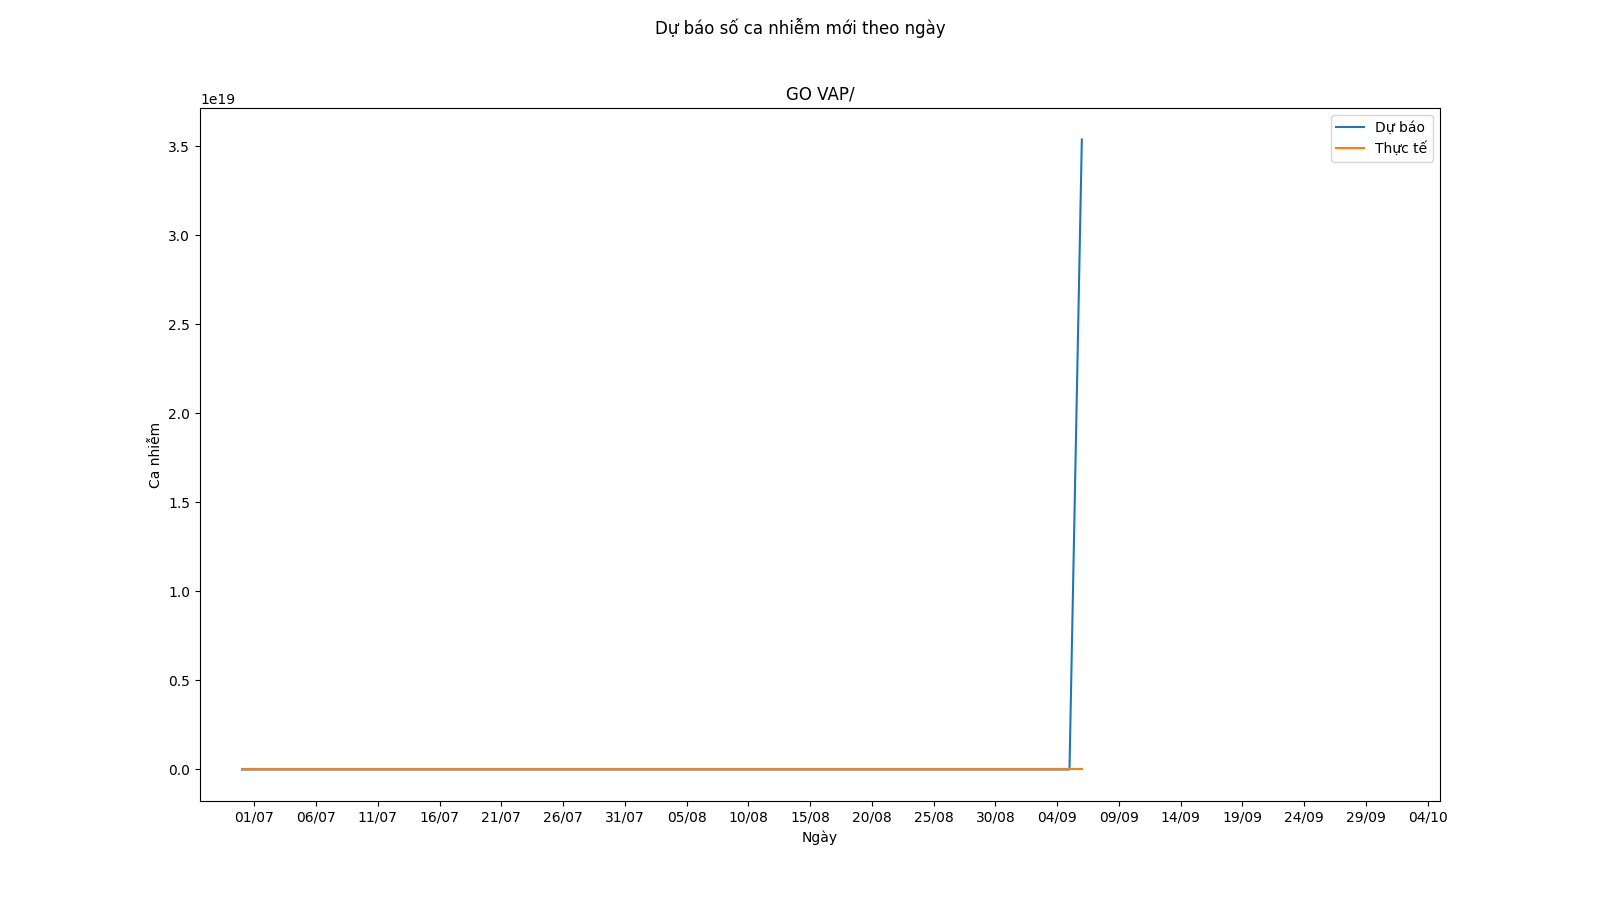 Dự báo số ca nhiễm mới theo ngày
GO VAP/
1e19
Dự báo
Thực tế
3.5
3.0
2.5
2.0
1.5
1.0
0.5
0.0
Ca nhiễm
01/07 06/07 11/07 16/07 21/07 26/07 31/07 05/08 10/08 15/08 20/08 25/08 30/08 04/09 09/09 14/09 19/09 24/09 29/09 04/10
Ngày